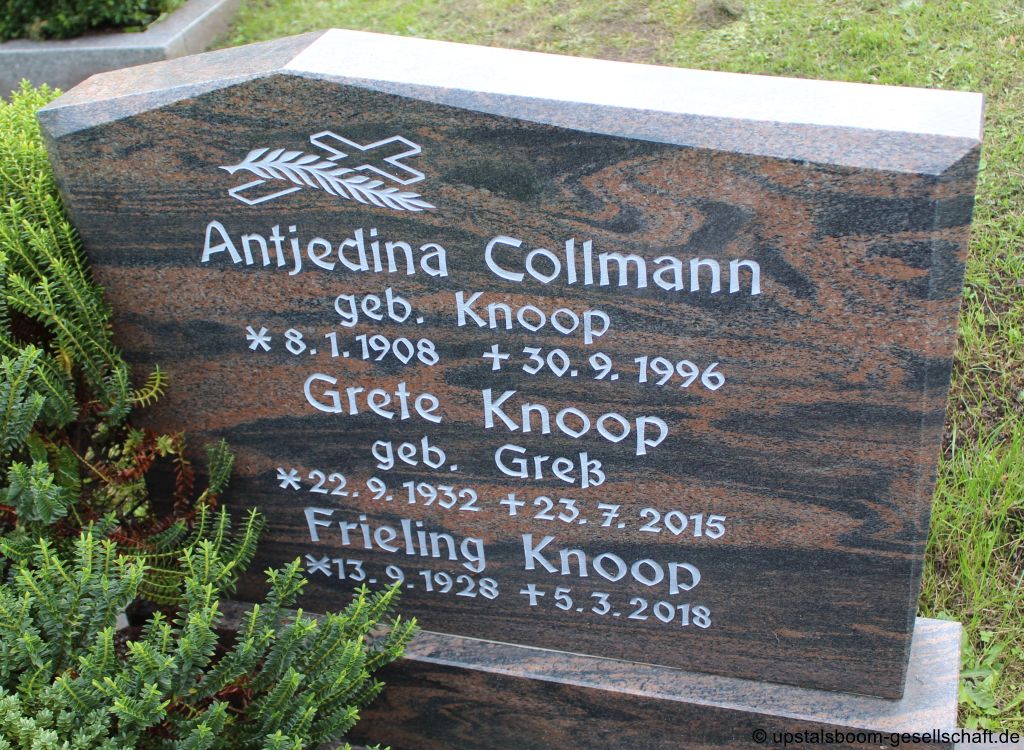 Antjedina Collmann
geb. Knoop
* 8.1.1908 + 30.9.1996
Grete Knoop
geb. Greß
* 22.9.1932 + 23.7.2015
Frieling Knoop
* 13.9.1928 + 5.3.2018
© upstalsboom-gesellschaft.de